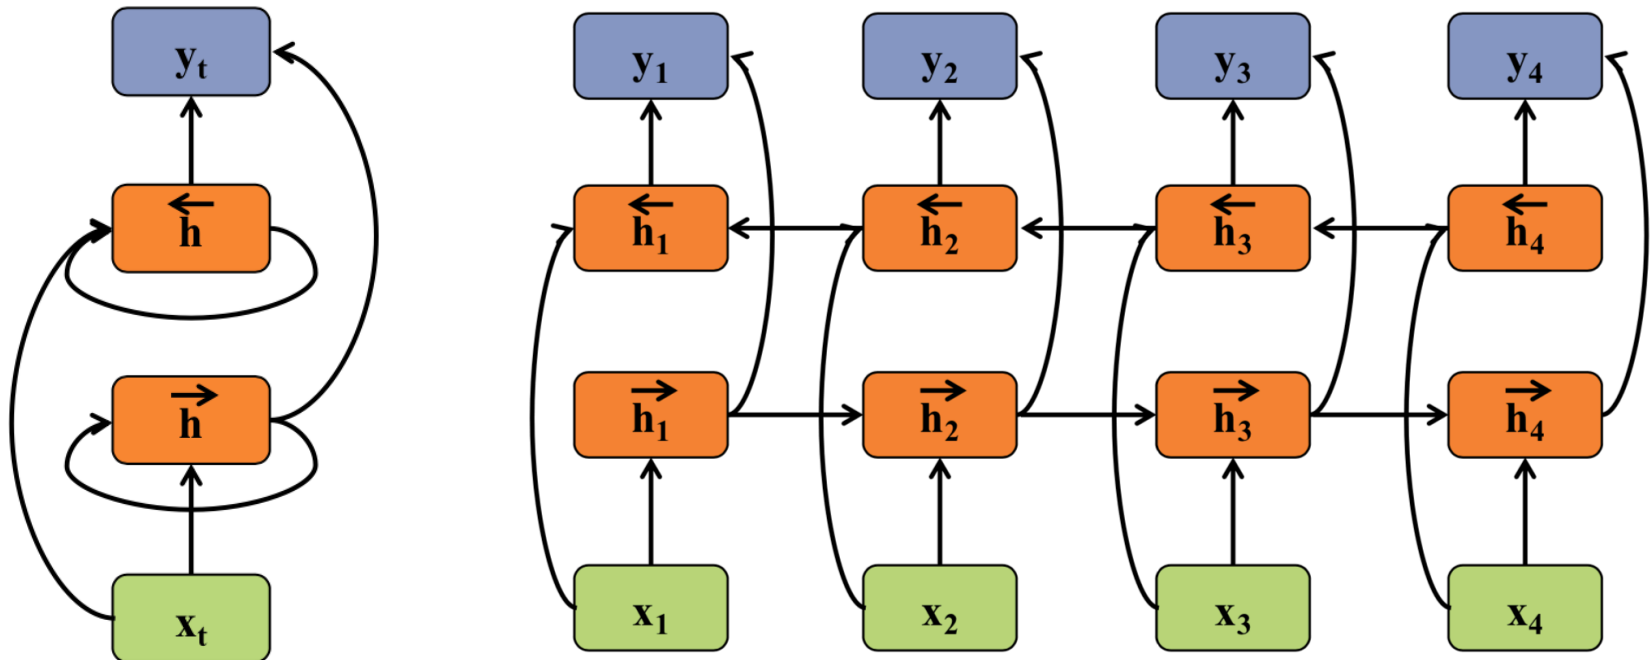 yₜ
y₁ y₂ y₃ y₄
←h
←h₁ ←h₂ ←h₃ ←h₄
→h
→h₁ →h₂ →h₃ →h₄
xₜ
x₁ x₂ x₃ x₄